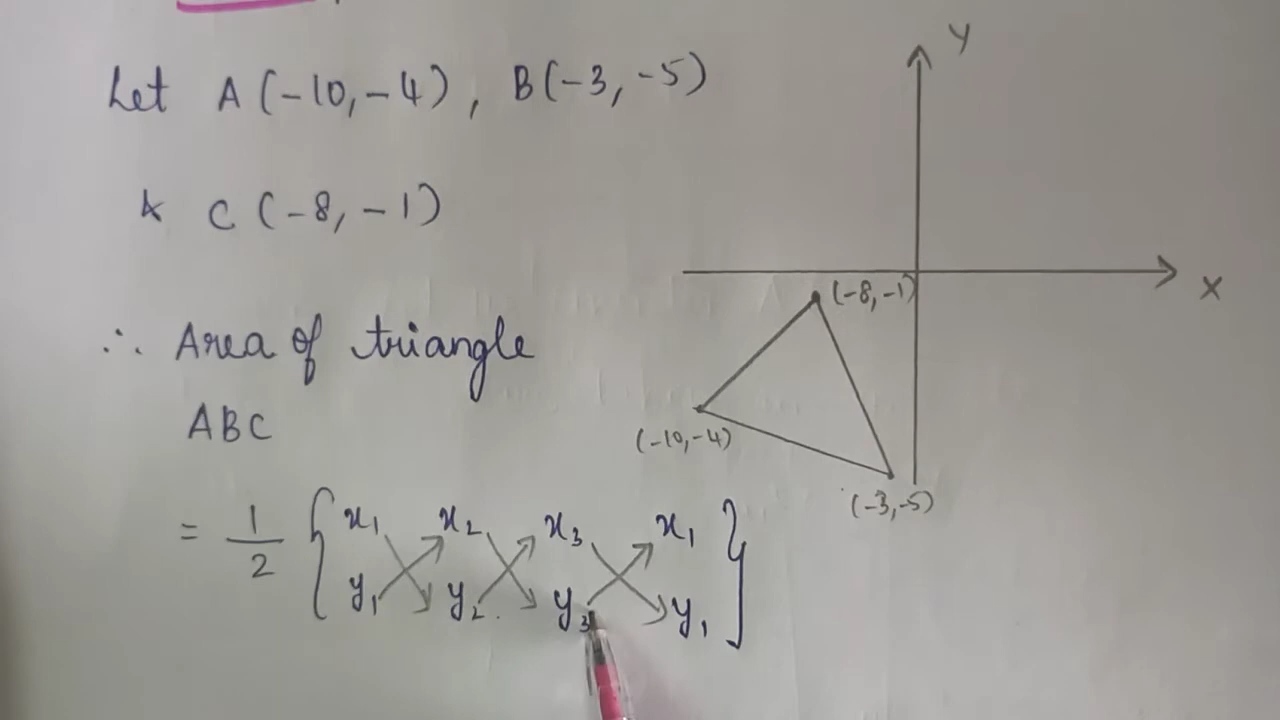 Let A(-10,-4), B(-3,-5)
& C(-8,-1)
∴ Area of triangle
ABC
= 1/2 { x₁ x₂ x₃ x₁
y₁ y₂ y₃ y₁ }
Y
X
(-8,-1)
(-10,-4)
(-3,-5)